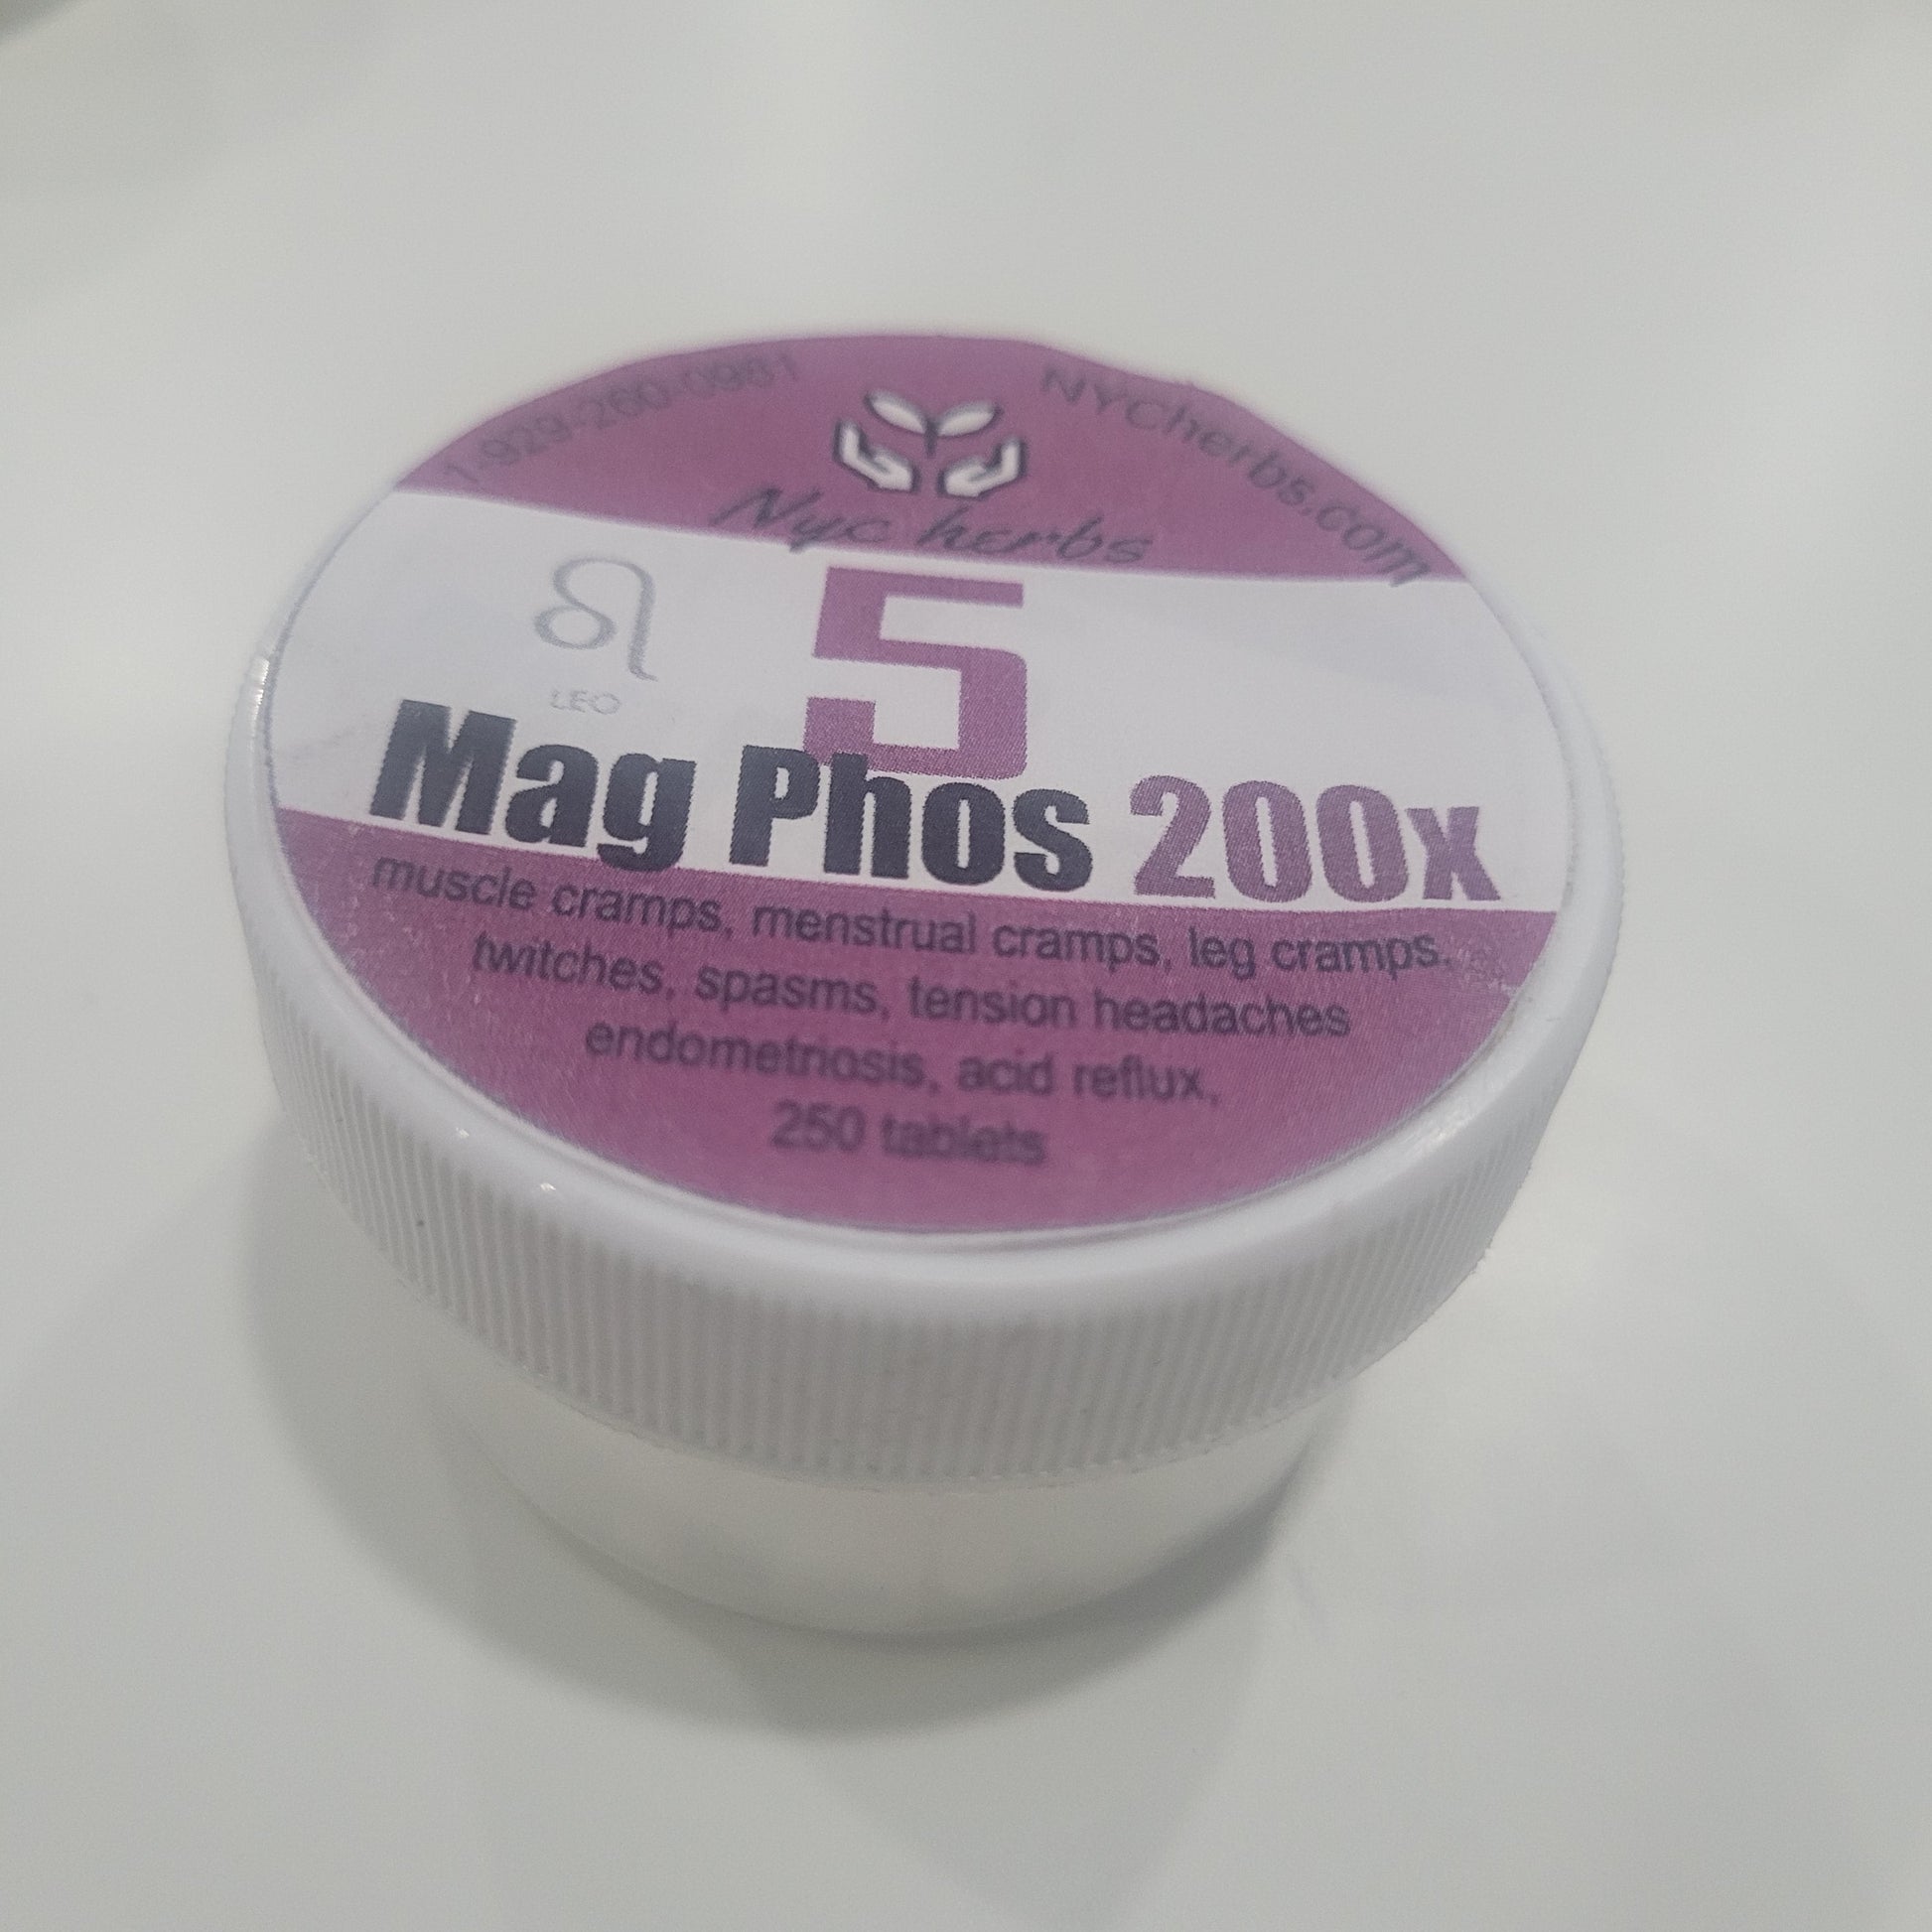 1-929-260-0981
NYCherbs.com
Nyc herbs
5
LEO
Mag Phos 200x
muscle cramps, menstrual cramps, leg cramps,
twitches, spasms, tension headaches
endometriosis, acid reflux,
250 tablets